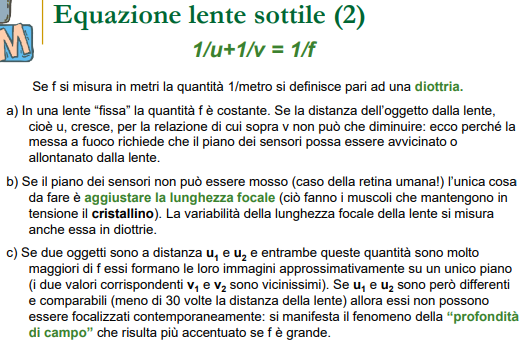 Equazione lente sottile (2)
M
1/u+1/v = 1/f
Se f si misura in metri la quantità 1/metro si definisce pari ad una diottria.
a) In una lente “fissa” la quantità f è costante. Se la distanza dell'oggetto dalla lente,
cioè u, cresce, per la relazione di cui sopra v non può che diminuire: ecco perché la
messa a fuoco richiede che il piano dei sensori possa essere avvicinato o
allontanato dalla lente.
b) Se il piano dei sensori non può essere mosso (caso della retina umana!) l'unica cosa
da fare è aggiustare la lunghezza focale (ciò fanno i muscoli che mantengono in
tensione il cristallino). La variabilità della lunghezza focale della lente si misura
anche essa in diottrie.
c) Se due oggetti sono a distanza u₁ e u₂ e entrambe queste quantità sono molto
maggiori di f essi formano le loro immagini approssimativamente su un unico piano
(i due valori corrispondenti v₁ e v₂ sono vicinissimi). Se u₁ e u₂ sono però differenti
e comparabili (meno di 30 volte la distanza della lente) allora essi non possono
essere focalizzati contemporaneamente: si manifesta il fenomeno della “profondità
di campo” che risulta più accentuato se f è grande.